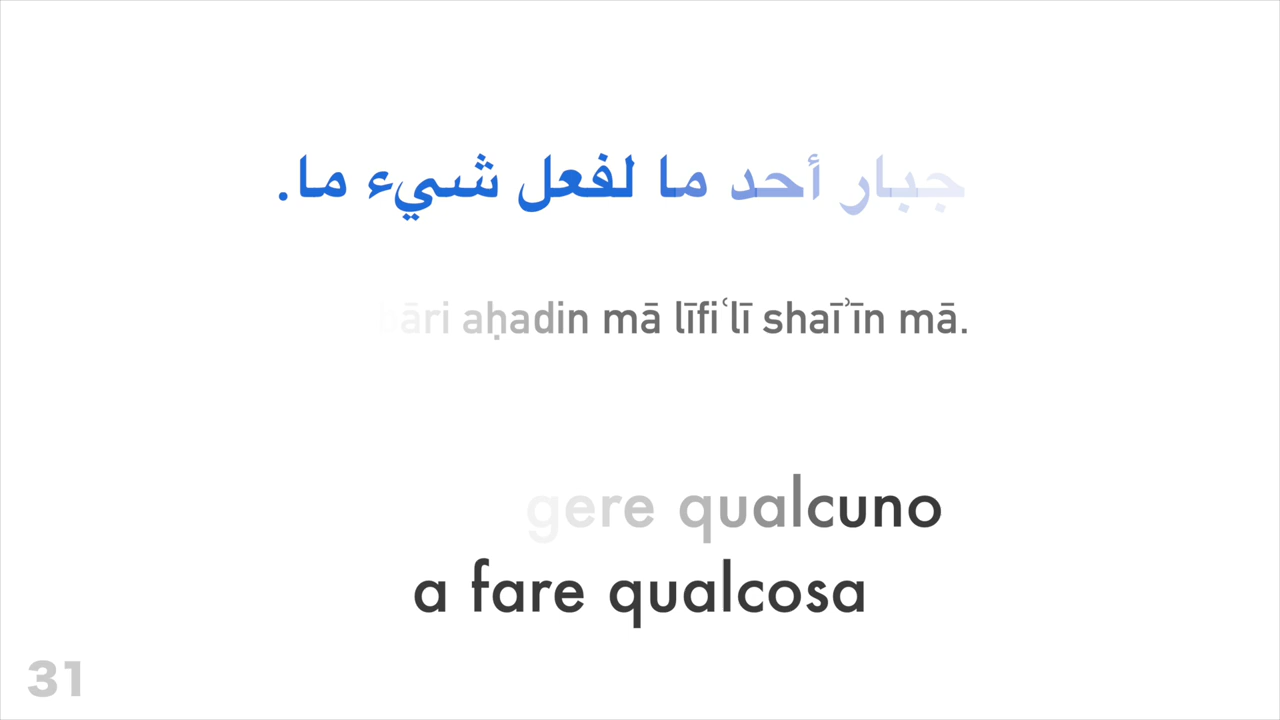 جبار أحد ما لفعل شيء ما.
bāri aḥadin mā līfiʿlī shaīʾīn mā.
gere qualcuno
a fare qualcosa
31